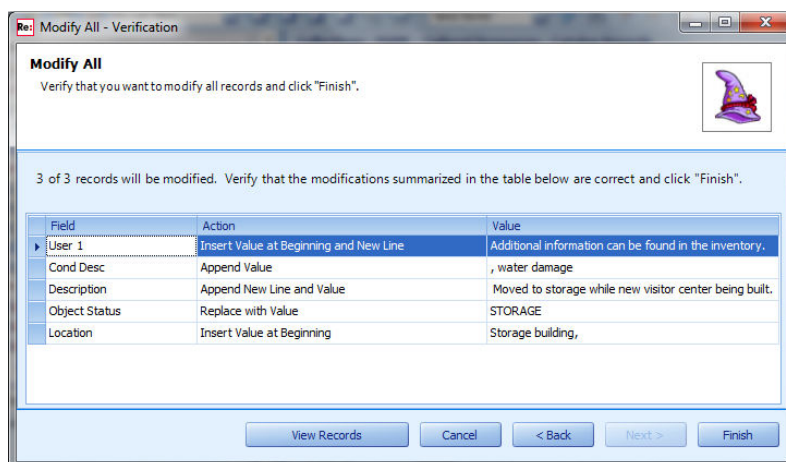 Re: Modify All - Verification
Modify All
Verify that you want to modify all records and click "Finish".
3 of 3 records will be modified. Verify that the modifications summarized in the table below are correct and click "Finish".
Field Action Value
User 1 Insert Value at Beginning and New Line Additional information can be found in the inventory.
Cond Desc Append Value , water damage
Description Append New Line and Value Moved to storage while new visitor center being built.
Object Status Replace with Value STORAGE
Location Insert Value at Beginning Storage building,
View Records Cancel < Back Next > Finish